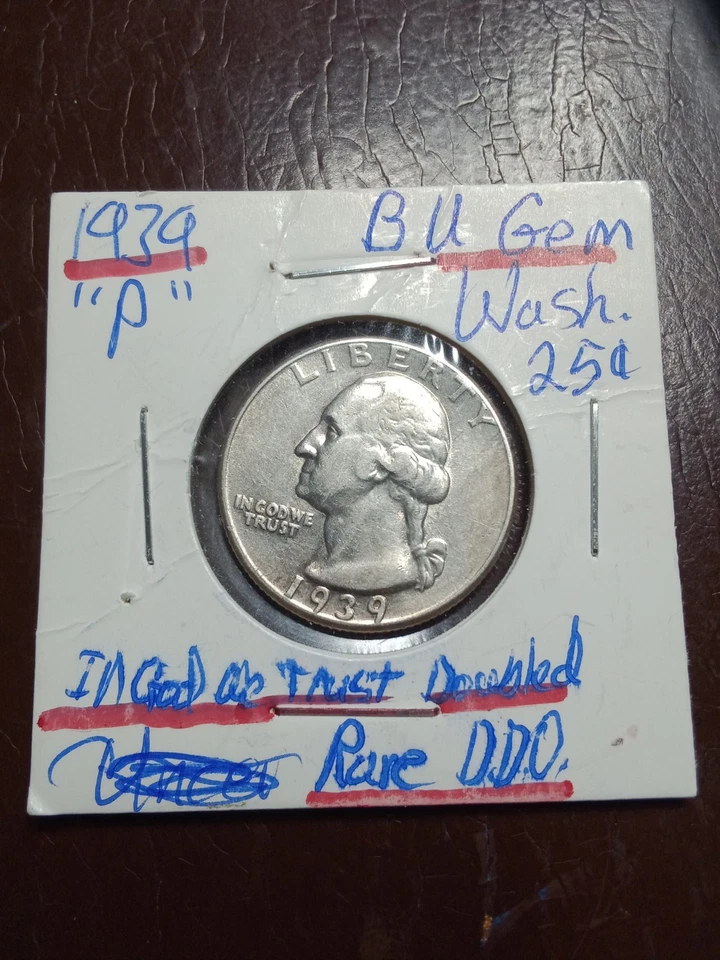 1939
BU Gem
"P"
Wash.
25¢
LIBERTY
IN GOD WE
TRUST
1939
In God We Trust Doubled
Rare D.D.O.